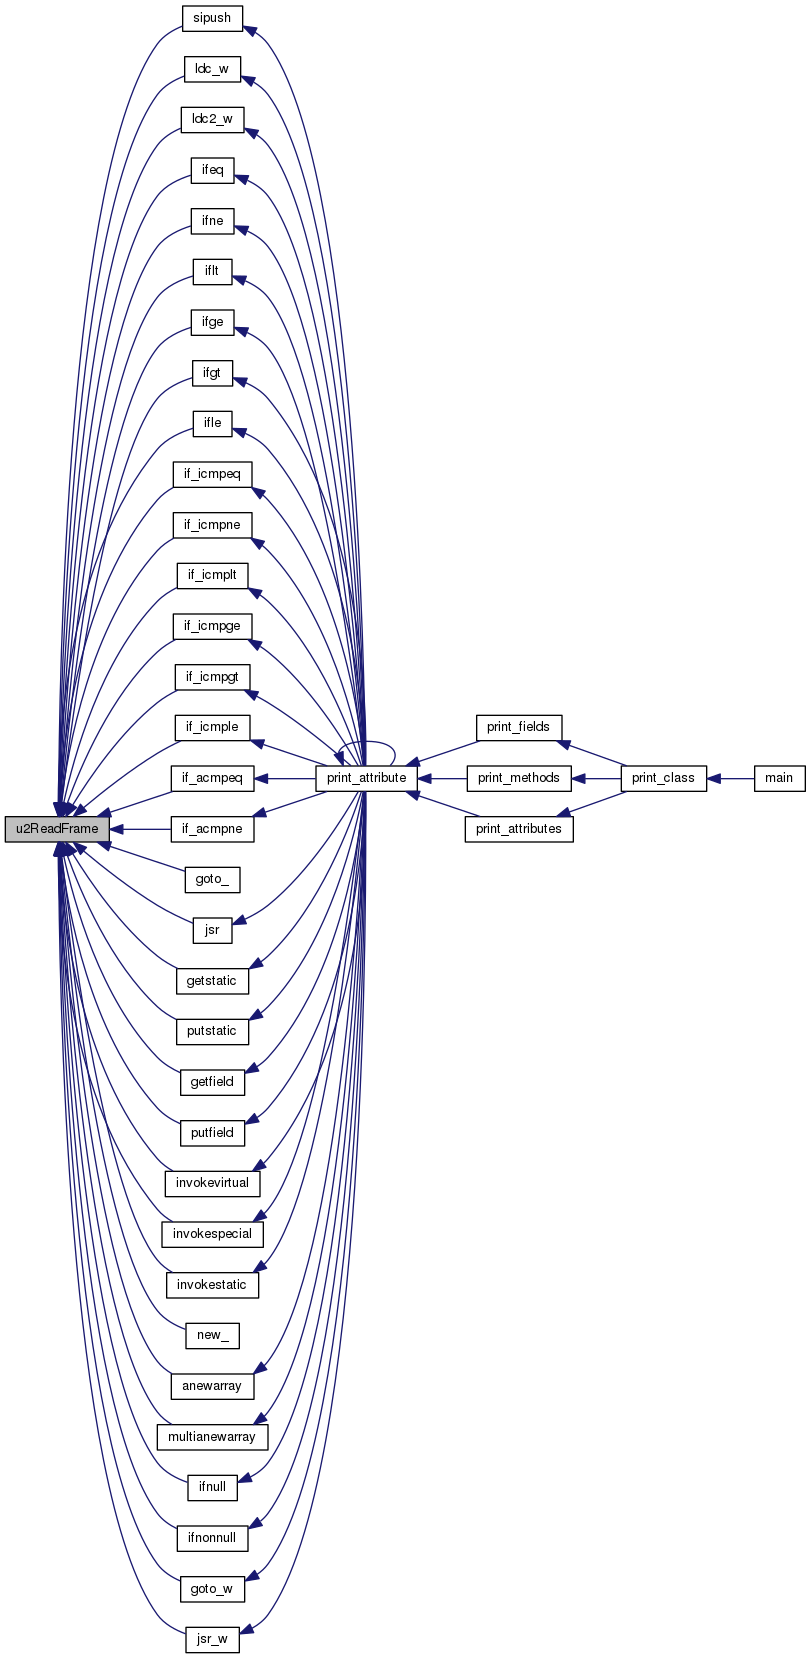 sipush
ldc_w
ldc2_w
ifeq
ifne
iflt
ifge
ifgt
ifle
if_icmpeq
if_icmpne
if_icmplt
if_icmpge
if_icmpgt
if_icmple
if_acmpeq
if_acmpne
u2ReadFrame
goto_
jsr
getstatic
putstatic
getfield
putfield
invokevirtual
invokespecial
invokestatic
new_
anewarray
multianewarray
ifnull
ifnonnull
goto_w
jsr_w
print_attribute
print_fields
print_methods
print_attributes
print_class
main